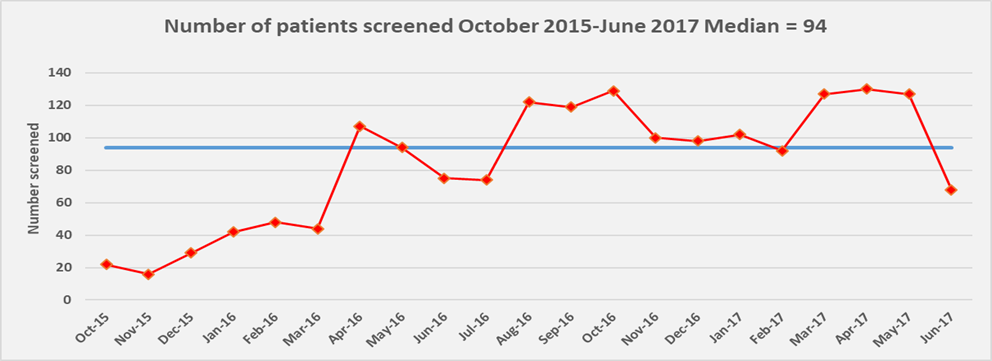 Number of patients screened October 2015-June 2017 Median = 94
Number screened
140
120
100
80
60
40
20
0
Oct-15
Nov-15
Dec-15
Jan-16
Feb-16
Mar-16
Apr-16
May-16
Jun-16
Jul-16
Aug-16
Sep-16
Oct-16
Nov-16
Dec-16
Jan-17
Feb-17
Mar-17
Apr-17
May-17
Jun-17